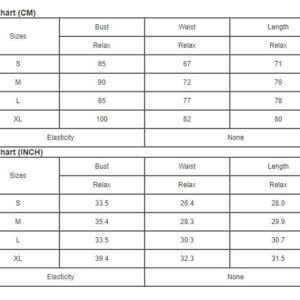 hart (CM)
Sizes Bust Waist Length
Relax Relax Relax
S 85 67 71
M 90 72 76
L 85 77 78
XL 100 82 80
Elasticity None
hart (INCH)
Sizes Bust Waist Length
Relax Relax Relax
S 33.5 26.4 28.0
M 35.4 28.3 29.9
L 33.5 30.3 30.7
XL 39.4 32.3 31.5
Elasticity None